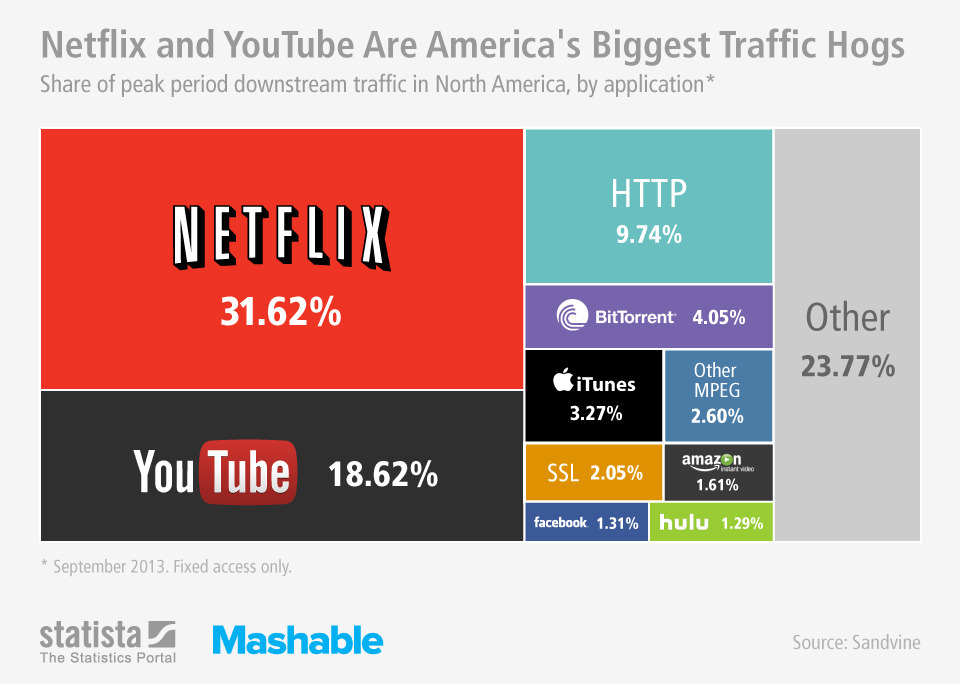 Netflix and YouTube Are America's Biggest Traffic Hogs
Share of peak period downstream traffic in North America, by application*
NETFLIX
31.62%
YouTube 18.62%
HTTP
9.74%
BitTorrent 4.05%
iTunes
3.27%
Other
MPEG
2.60%
SSL 2.05%
amazon
instant video
1.61%
facebook 1.31%
hulu 1.29%
Other
23.77%
* September 2013. Fixed access only.
statista
The Statistics Portal
Mashable
Source: Sandvine